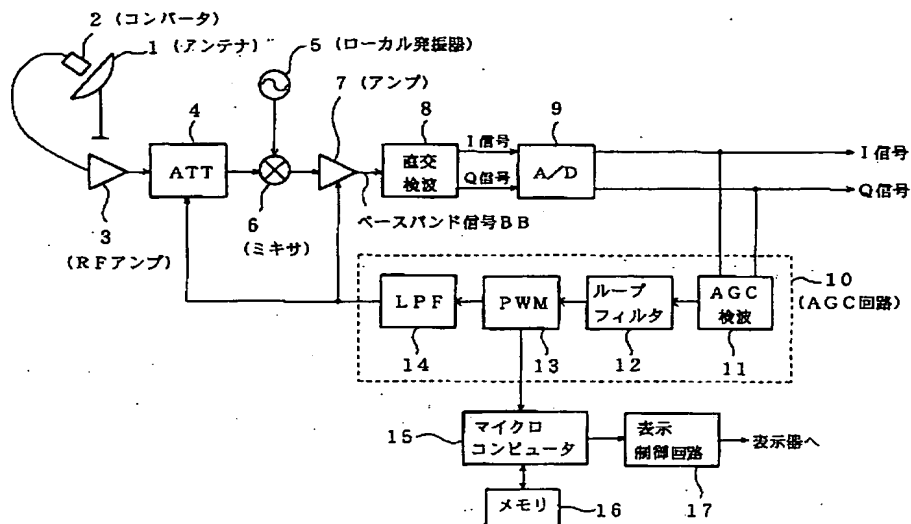 2 (コンバータ)
1 (アンテナ)
5 (ローカル発振器)
7 (アンプ)
4
8
9
ATT
直交
検波
I信号
Q信号
A/D
I信号
Q信号
3
(RFアンプ)
6
(ミキサ)
ベースバンド信号BB
10
(AGC回路)
LPF
PWM
ループ
フィルタ
AGC
検波
14
13
12
11
15
マイクロ
コンピュータ
表示
制御回路
表示器へ
17
メモリ
16